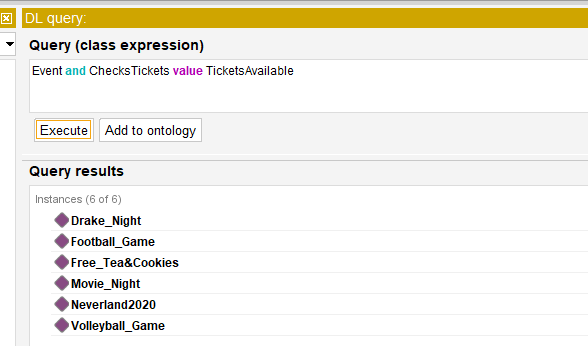 DL query:
Query (class expression)
Event and ChecksTickets value TicketsAvailable
Execute Add to ontology
Query results
Instances (6 of 6)
Drake_Night
Football_Game
Free_Tea&Cookies
Movie_Night
Neverland2020
Volleyball_Game